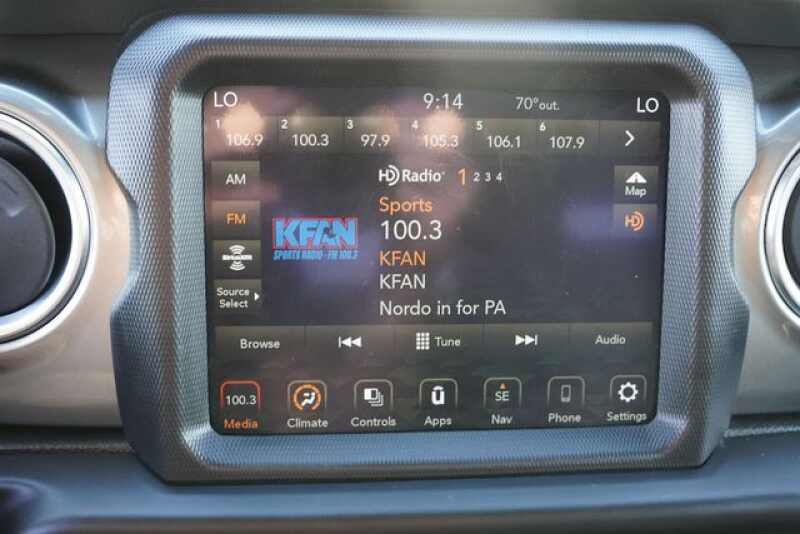 LO 9:14 70°out. LO
1 106.9 2 100.3 3 97.9 4 105.3 5 106.1 6 107.9
AM
FM
SiriusXM
Source
Select
HD Radio 1 2 3 4
KFAN
SPORTS RADIO - FM 100.3
Sports
100.3
KFAN
KFAN
Nordo in for PA
Map
HD
Browse Tune Audio
100.3 SE
Media Climate Controls Apps Nav Phone Settings